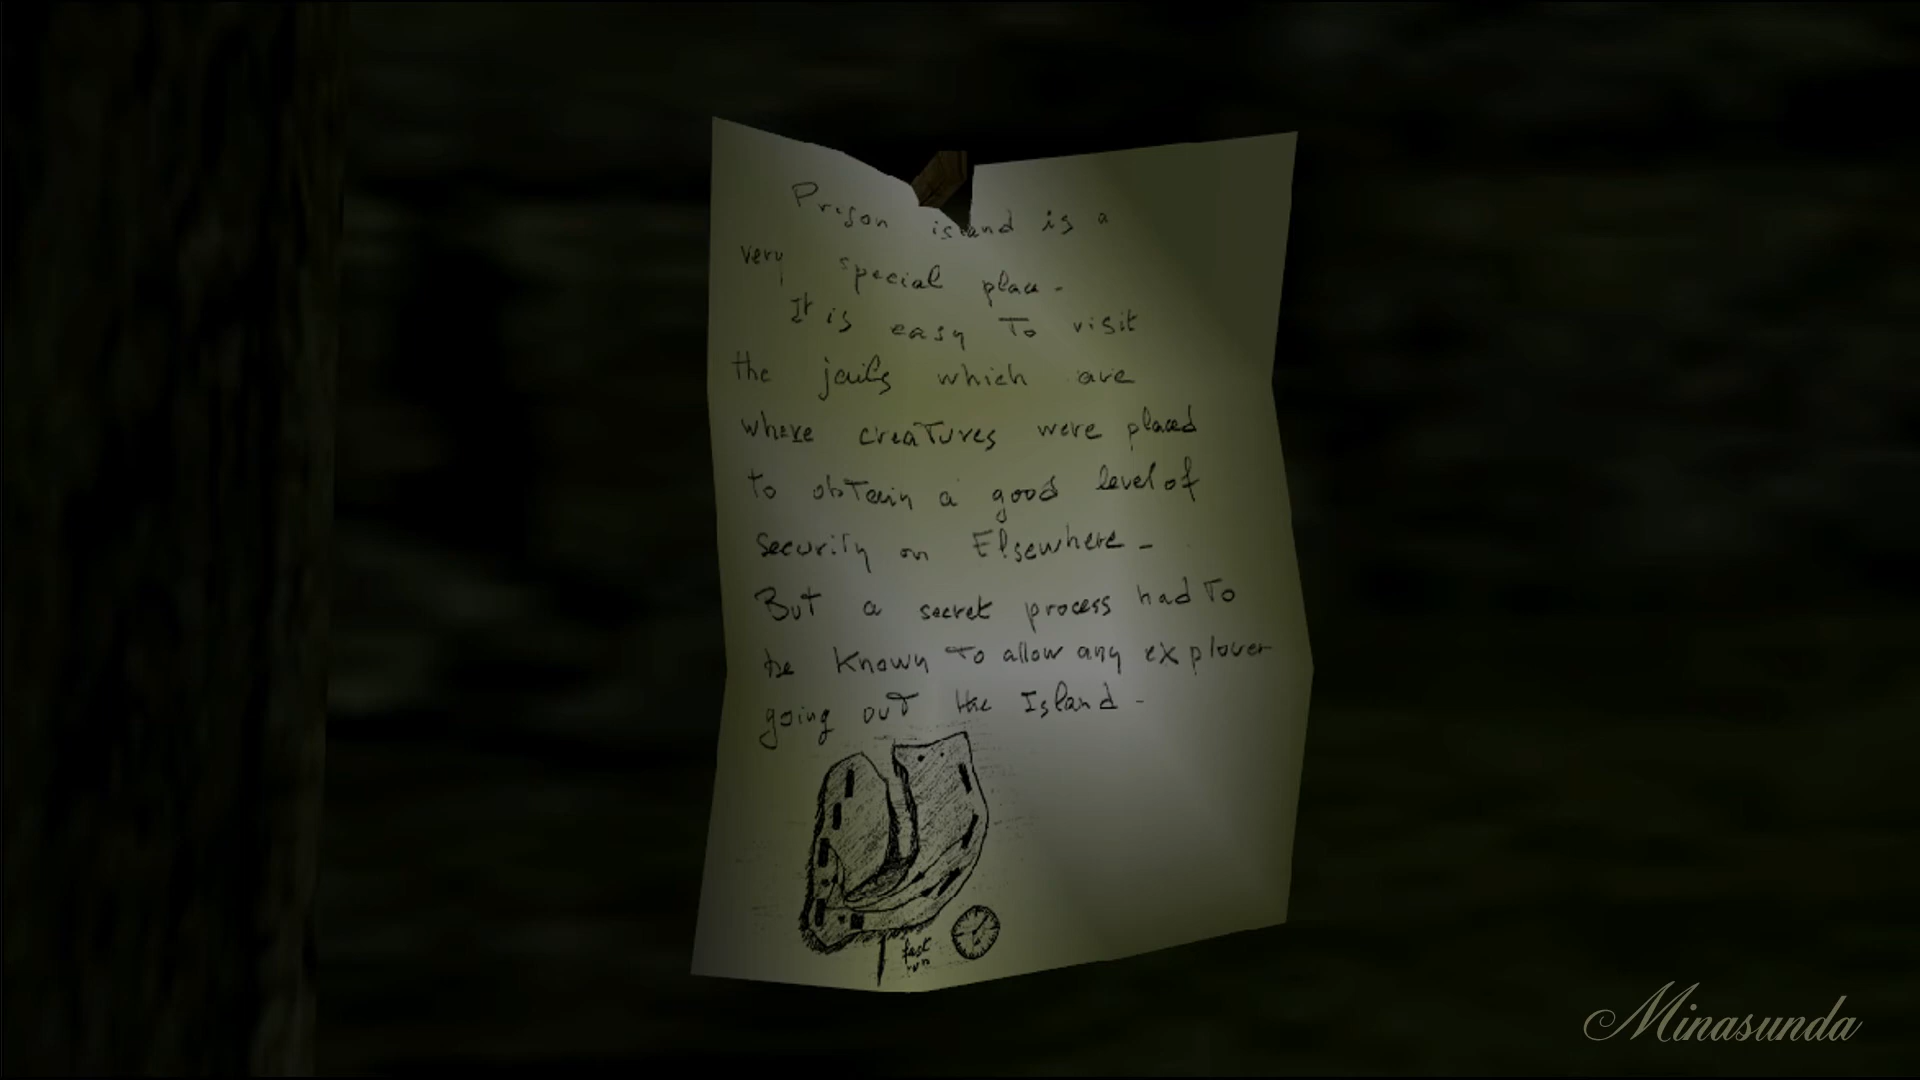 Prison island is a
very special place.
It is easy to visit
the jails which are
where creatures were placed
to obtain a good level of
security on Elsewhere.
But a secret process had to
be known to allow any explorer
going out the Island.
fast
run
Minasunda